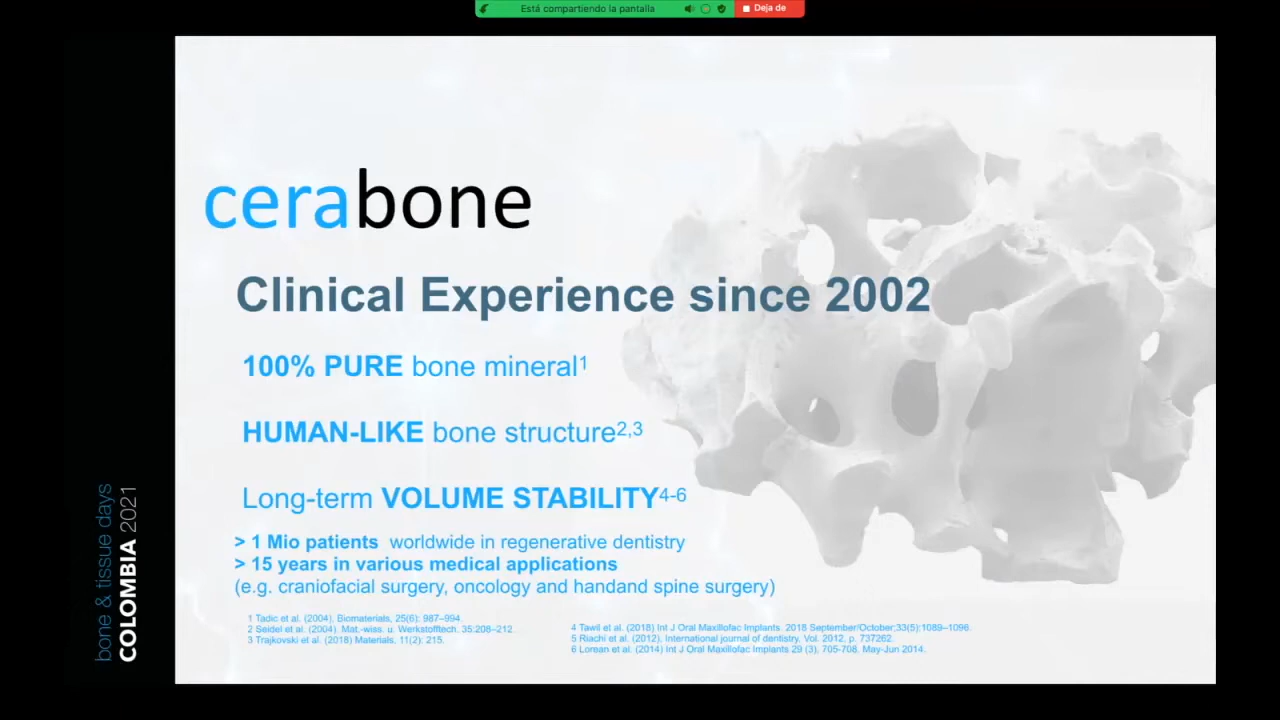 Está compartiendo la pantalla
Deja de
cerabone
Clinical Experience since 2002
100% PURE bone mineral1
HUMAN-LIKE bone structure2,3
Long-term VOLUME STABILITY4-6
> 1 Mio patients worldwide in regenerative dentistry
> 15 years in various medical applications
(e.g. craniofacial surgery, oncology and handand spine surgery)
1 Tadic et al. (2004). Biomaterials, 25(6): 987–994.
2 Seidel et al. (2004). Mat.-wiss. u. Werkstofftech. 35:208–212.
3 Trajkovski et al. (2018) Materials, 11(2): 215.
4 Tawil et al. (2018) Int J Oral Maxillofac Implants. 2018 September/October;33(5):1089–1096.
5 Riachi et al. (2012), International journal of dentistry, Vol. 2012, p. 737262.
6 Lorean et al. (2014) Int J Oral Maxillofac Implants 29 (3), 705-708. May-Jun 2014.
bone & tissue days
COLOMBIA 2021